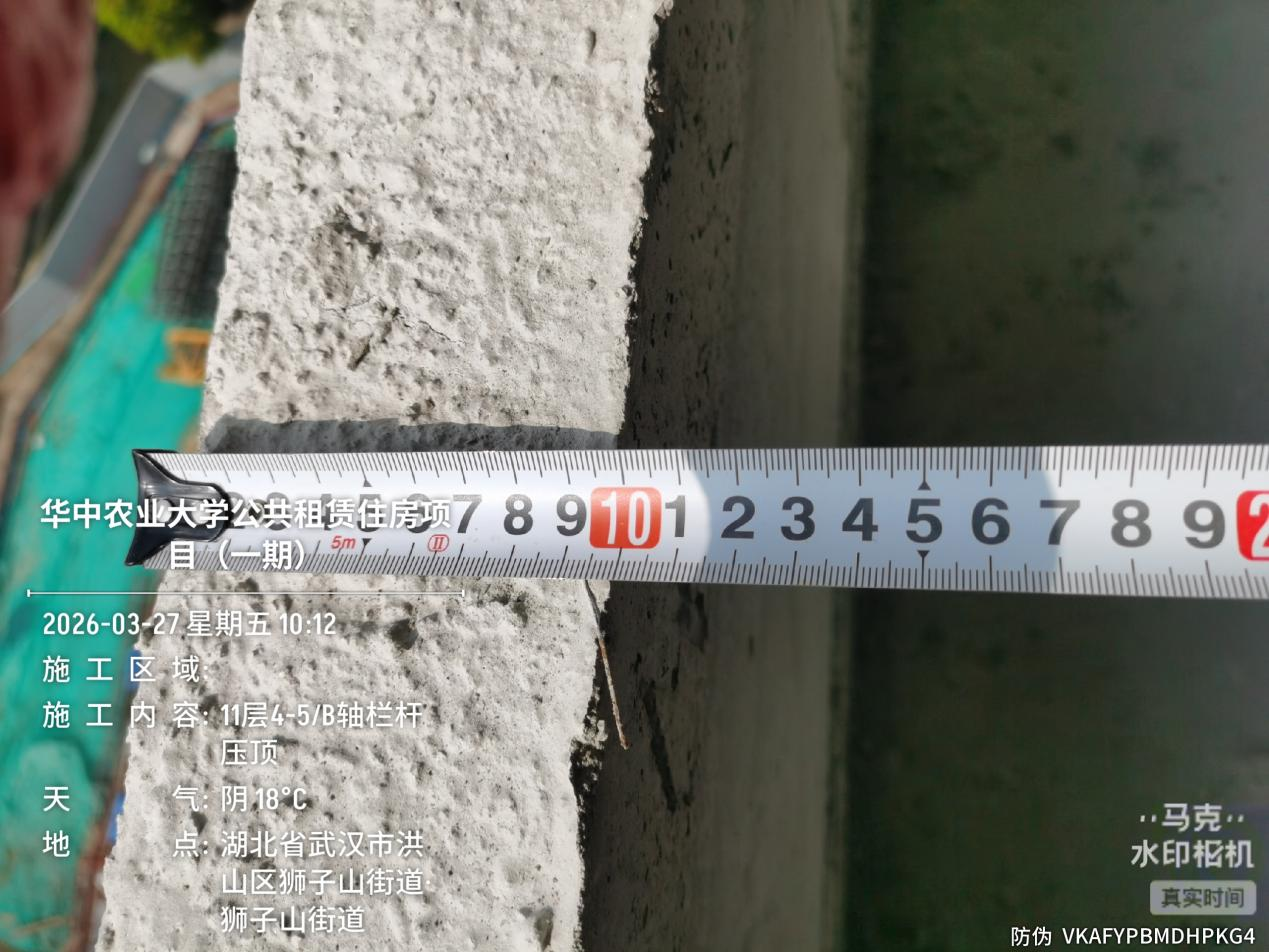 5 6 7 8 9 10 1 2 3 4 5 6 7 8 9 2
5m Ⅱ
华中农业大学公共租赁住房项
目（一期）
2026-03-27 星期五 10:12
施工区域:
施工内容: 11层4-5/B轴栏杆
压顶
天气: 阴 18°C
地点: 湖北省武汉市洪
山区狮子山街道·
狮子山街道
马克
水印相机
真实时间
防伪 VKAFYPBMDHPKG4